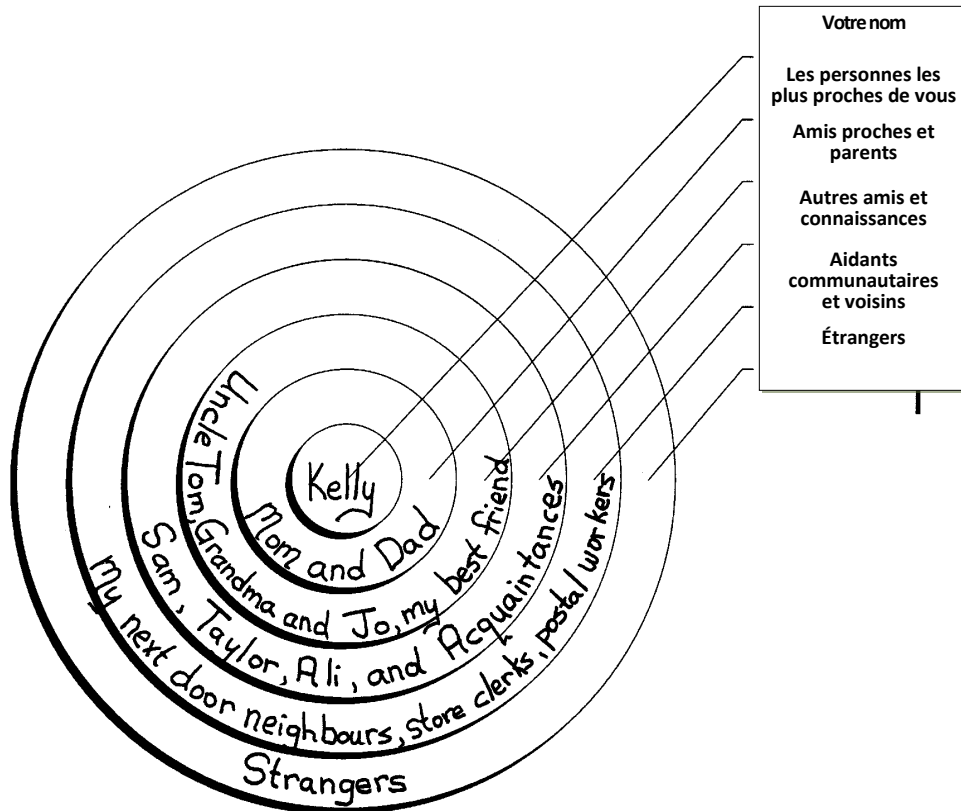 Votre nom
Les personnes les
plus proches de vous
Amis proches et
parents
Autres amis et
connaissances
Aidants
communautaires
et voisins
Étrangers
Kelly
Mom and Dad
Uncle Tom, Grandma and Jo, my best friend
Sam, Taylor, Ali, and Acquaintances
My next door neighbours, store clerks, postal workers
Strangers